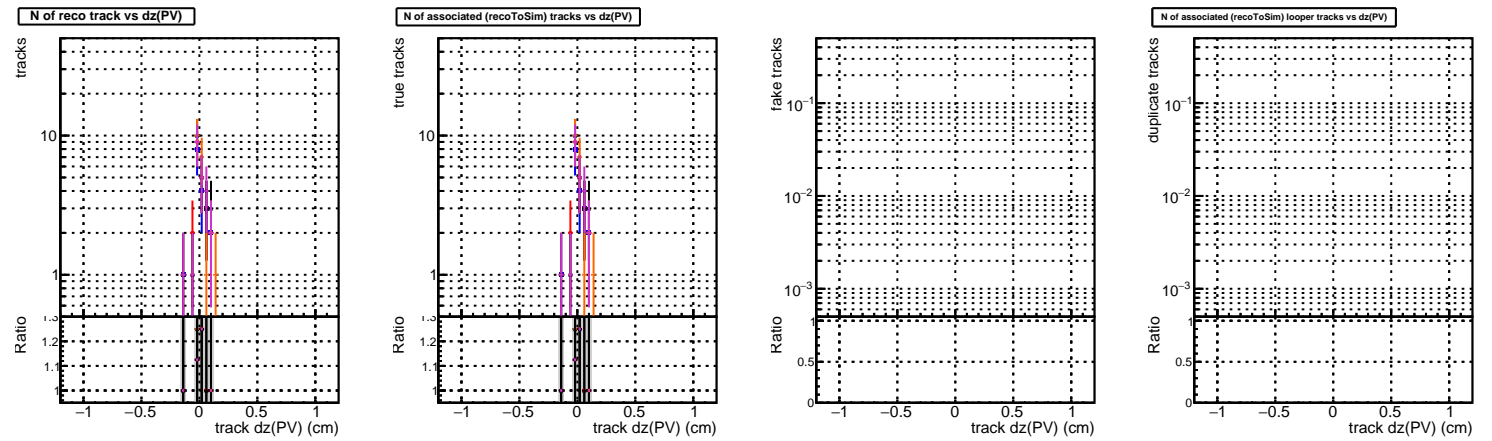 N of reco track vs dz(PV)
tracks
10
1
1.3
1.2
1.1
1
Ratio
−1 −0.5 0 0.5 1
track dz(PV) (cm)
N of associated (recoToSim) tracks vs dz(PV)
true tracks
10
1
1.3
1.2
1.1
1
Ratio
−1 −0.5 0 0.5 1
track dz(PV) (cm)
fake tracks
10−1
10−2
10−3
1
0.5
0
Ratio
−1 −0.5 0 0.5 1
track dz(PV) (cm)
N of associated (recoToSim) looper tracks vs dz(PV)
duplicate tracks
10−1
10−2
10−3
1
0.5
0
Ratio
−1 −0.5 0 0.5 1
track dz(PV) (cm)